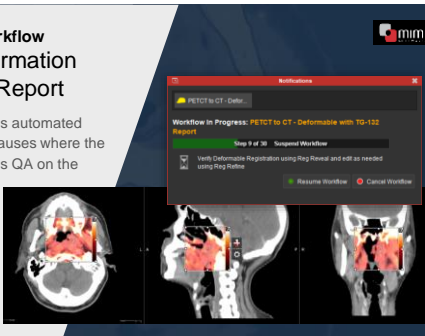 rkflow
rmation
Report
s automated
auses where the
s QA on the
mim
Notifications
PETCT to CT - Defor...
Workflow In Progress: PETCT to CT - Deformable with TG-132
Report
Step 9 of 30 Suspend Workflow
Verify Deformable Registration using Reg Reveal and edit as needed
using Reg Refine
Resume Workflow
Cancel Workflow